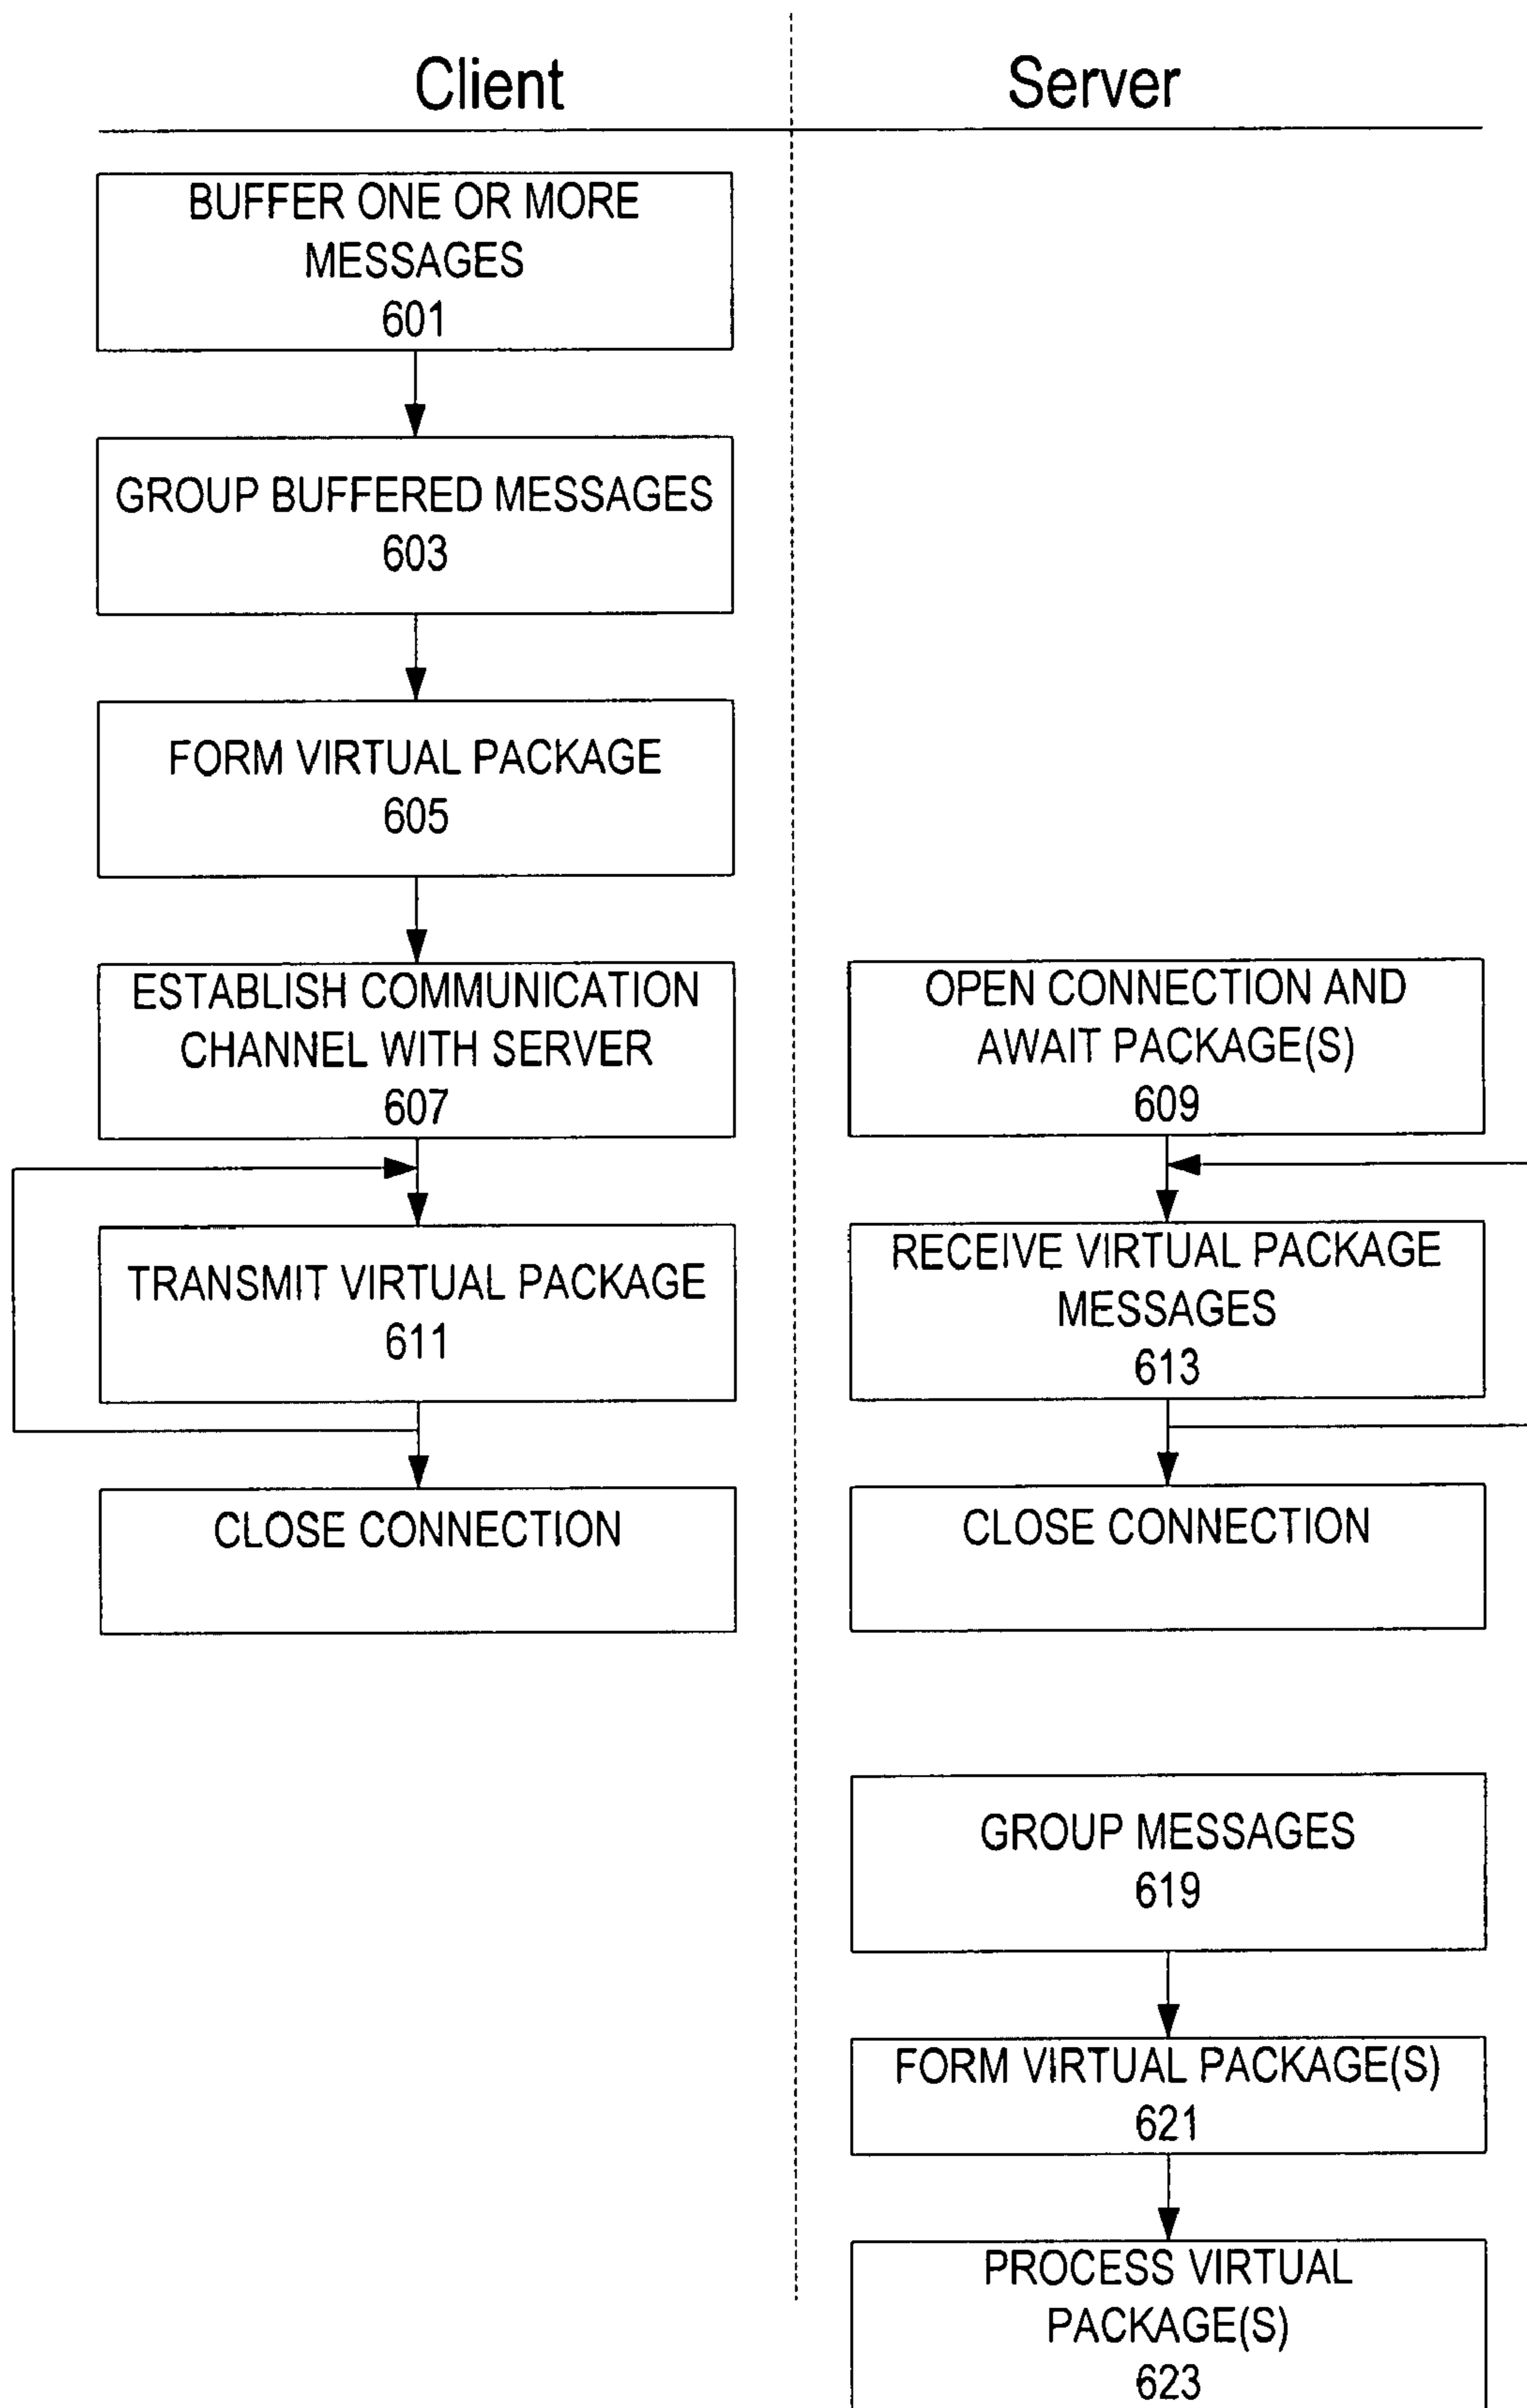 Client
Server
BUFFER ONE OR MORE
MESSAGES
601
GROUP BUFFERED MESSAGES
603
FORM VIRTUAL PACKAGE
605
ESTABLISH COMMUNICATION
CHANNEL WITH SERVER
607
OPEN CONNECTION AND
AWAIT PACKAGE(S)
609
TRANSMIT VIRTUAL PACKAGE
611
RECEIVE VIRTUAL PACKAGE
MESSAGES
613
CLOSE CONNECTION
CLOSE CONNECTION
GROUP MESSAGES
619
FORM VIRTUAL PACKAGE(S)
621
PROCESS VIRTUAL
PACKAGE(S)
623